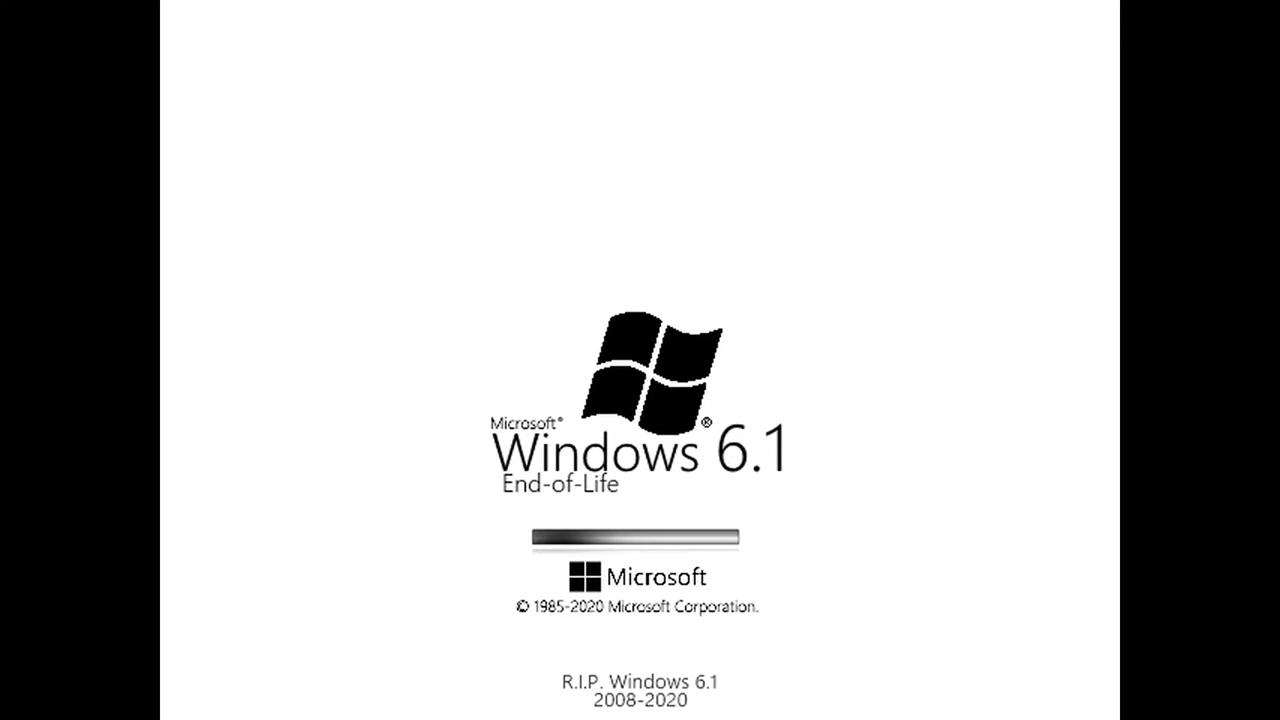 Microsoft®
®
Windows 6.1
End-of-Life
Microsoft
© 1985-2020 Microsoft Corporation.
R.I.P. Windows 6.1
2008-2020